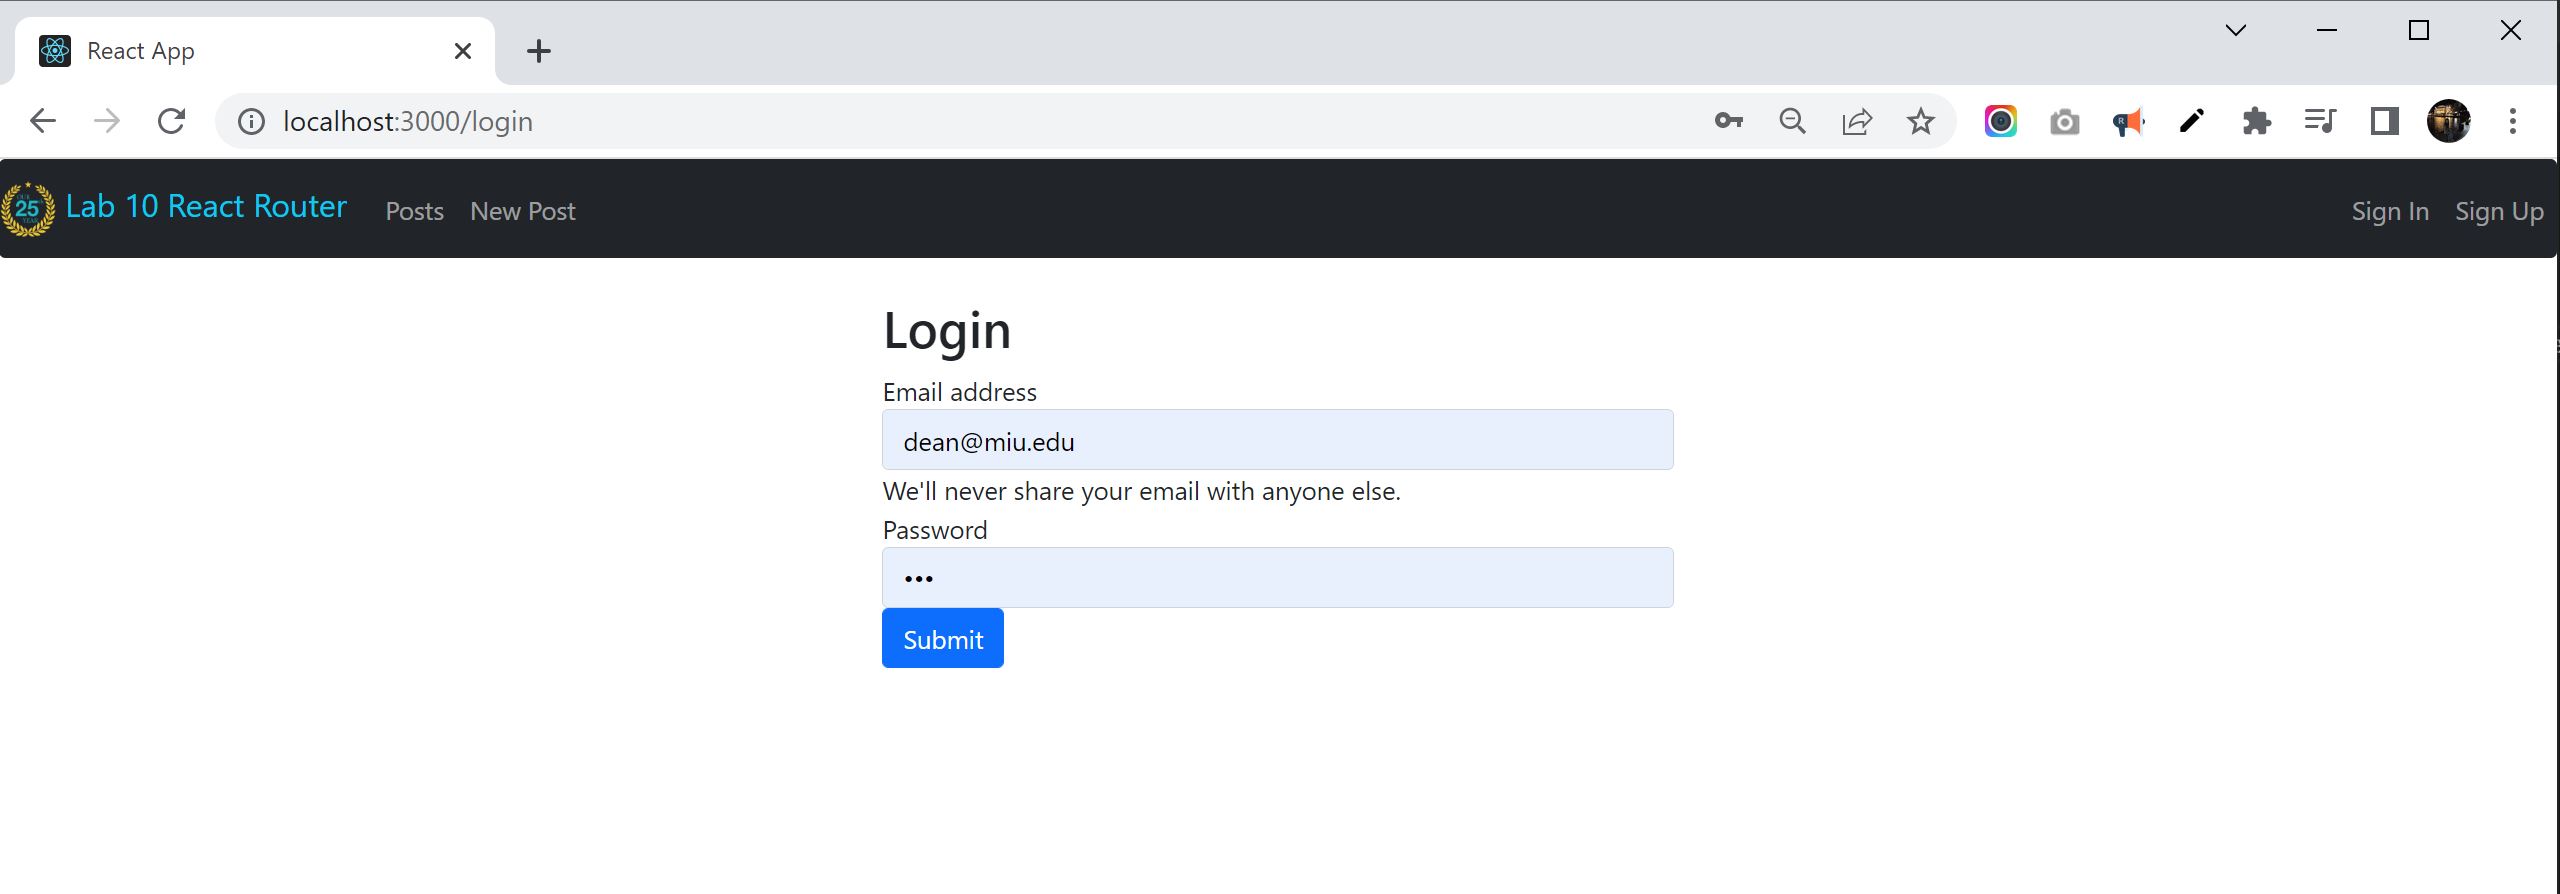 React App
localhost:3000/login
25
Lab 10 React Router
Posts
New Post
Sign In
Sign Up
Login
Email address
dean@miu.edu
We'll never share your email with anyone else.
Password
•••
Submit